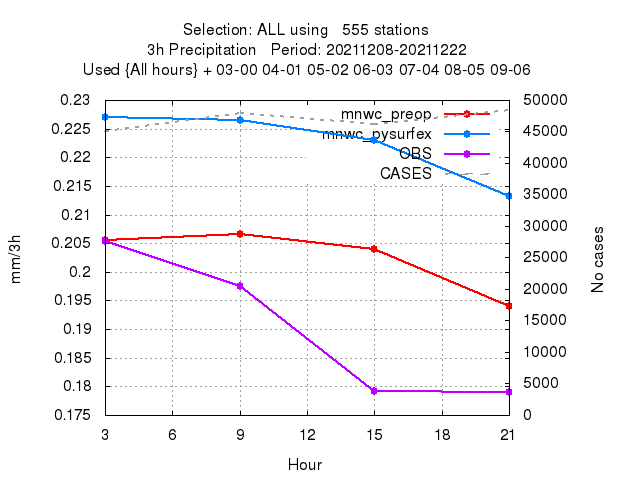 Selection: ALL using   555 stations
3h Precipitation   Period: 20211208-20211222
Used {All hours} + 03-00 04-01 05-02 06-03 07-04 08-05 09-06
0.23
0.225
0.22
0.215
0.21
0.205
0.2
0.195
0.19
0.185
0.18
0.175
mm/3h
mnwc_preop
mnwc_pysurfex
OBS
CASES
50000
45000
40000
35000
30000
25000
20000
15000
10000
5000
0
No cases
3 6 9 12 15 18 21
Hour